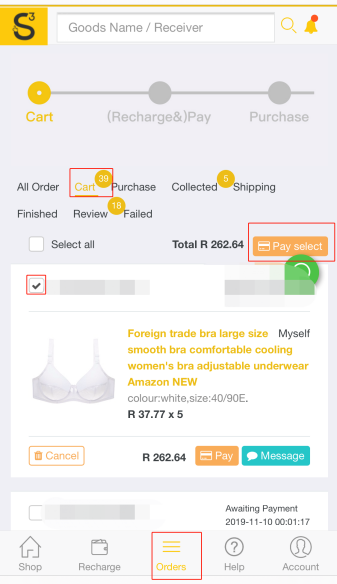 S3
Goods Name / Receiver
Cart (Recharge&)Pay Purchase
All Order Cart 39 Purchase Collected 5 Shipping
Finished Review 18 Failed
Select all Total R 262.64 Pay select
Foreign trade bra large size Myself
smooth bra comfortable cooling
women's bra adjustable underwear
Amazon NEW
colour:white,size:40/90E.
R 37.77 x 5
Cancel R 262.64 Pay Message
Awaiting Payment
2019-11-10 00:01:17
Shop Recharge Orders Help Account